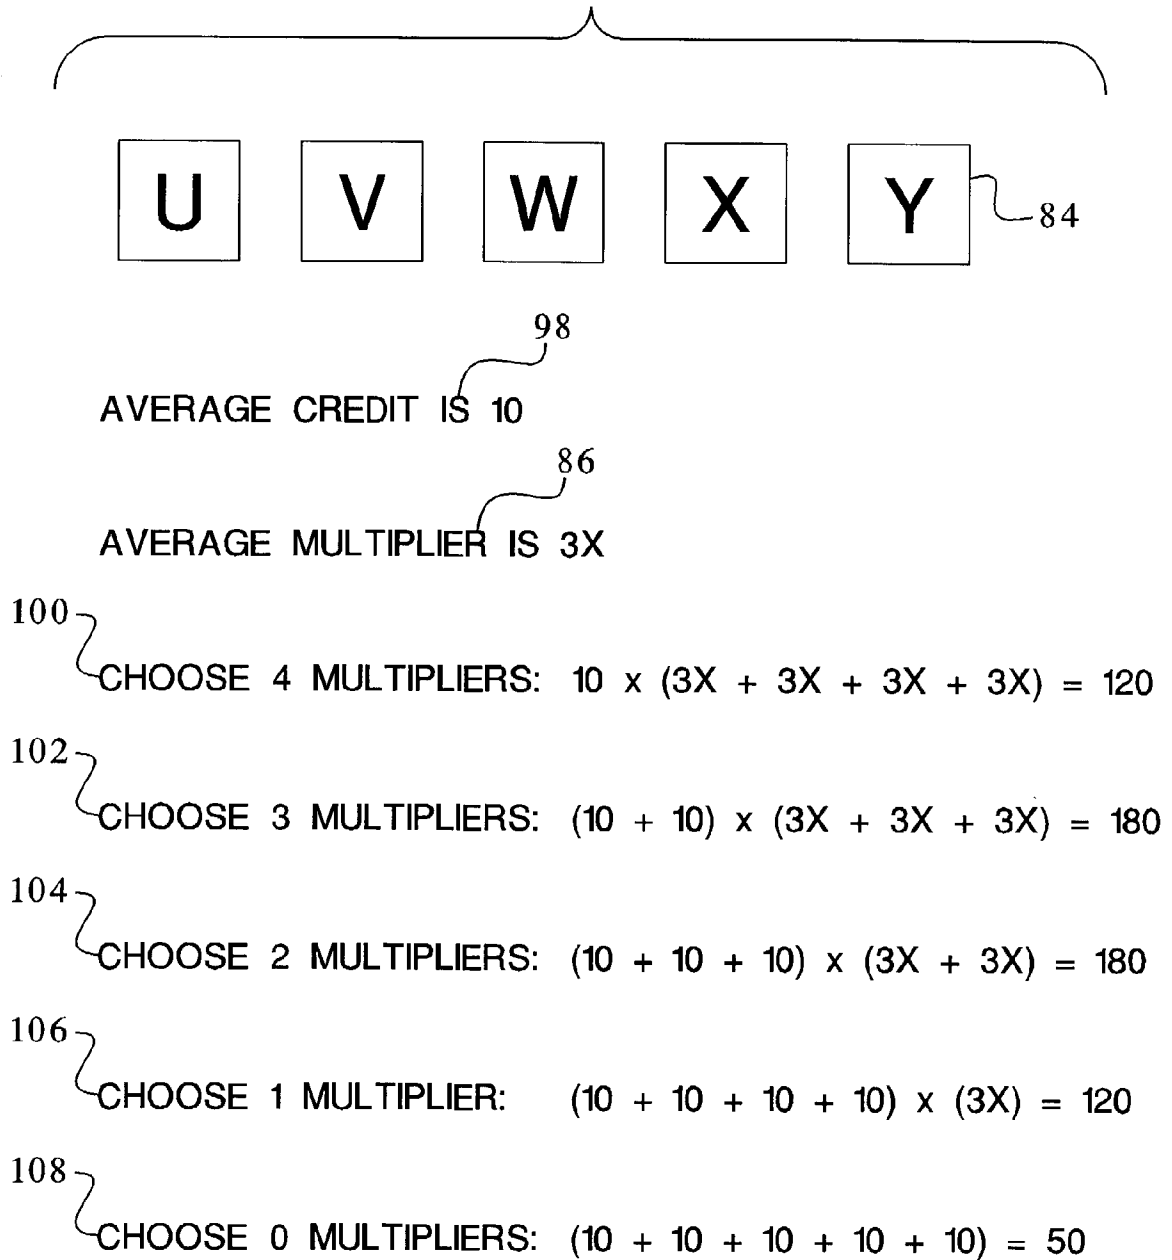 U V W X Y
84
98
AVERAGE CREDIT IS 10
86
AVERAGE MULTIPLIER IS 3X
100
CHOOSE 4 MULTIPLIERS: 10 x (3X + 3X + 3X + 3X) = 120
102
CHOOSE 3 MULTIPLIERS: (10 + 10) x (3X + 3X + 3X) = 180
104
CHOOSE 2 MULTIPLIERS: (10 + 10 + 10) x (3X + 3X) = 180
106
CHOOSE 1 MULTIPLIER: (10 + 10 + 10 + 10) x (3X) = 120
108
CHOOSE 0 MULTIPLIERS: (10 + 10 + 10 + 10 + 10) = 50